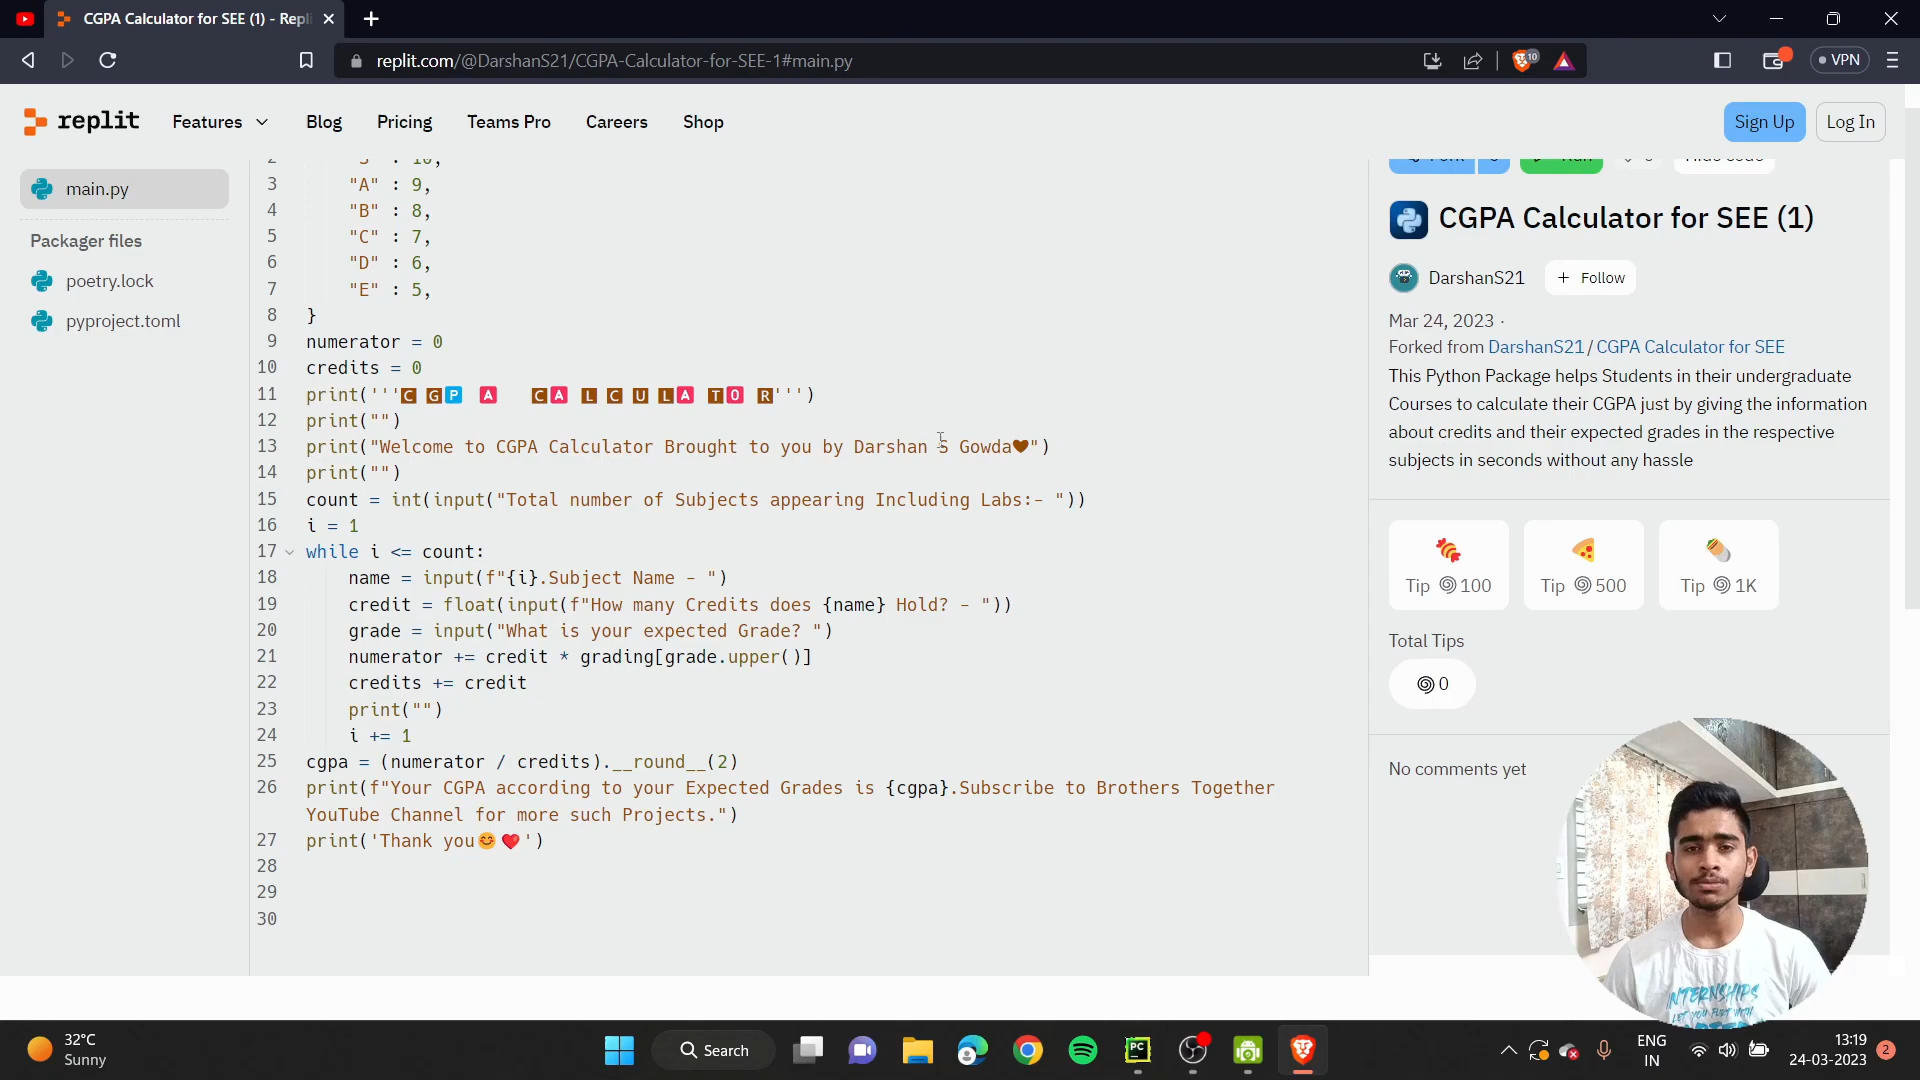 CGPA Calculator for SEE (1) - Repli
replit.com/@DarshanS21/CGPA-Calculator-for-SEE-1#main.py
10
VPN
replit
Features
Blog
Pricing
Teams Pro
Careers
Shop
Sign Up
Log In
main.py
Packager files
poetry.lock
pyproject.toml
2 "S" : 10,
3 "A" : 9,
4 "B" : 8,
5 "C" : 7,
6 "D" : 6,
7 "E" : 5,
8 }
9 numerator = 0
10 credits = 0
11 print('''🅲 🅶🅿 🅰 🅲🅰 🅻 🅲 🆄 🅻🅰 🆃🅾 🆁''')
12 print("")
13 print("Welcome to CGPA Calculator Brought to you by Darshan S Gowda🖤")
14 print("")
15 count = int(input("Total number of Subjects appearing Including Labs:- "))
16 i = 1
17 while i <= count:
18 name = input(f"{i}.Subject Name - ")
19 credit = float(input(f"How many Credits does {name} Hold? - "))
20 grade = input("What is your expected Grade? ")
21 numerator += credit * grading[grade.upper()]
22 credits += credit
23 print("")
24 i += 1
25 cgpa = (numerator / credits).__round__(2)
26 print(f"Your CGPA according to your Expected Grades is {cgpa}.Subscribe to Brothers Together
YouTube Channel for more such Projects.")
27 print('Thank you😊❤️')
28
29
30
Fork
Run
Hide code
CGPA Calculator for SEE (1)
DarshanS21
+ Follow
Mar 24, 2023 ·
Forked from DarshanS21/CGPA Calculator for SEE
This Python Package helps Students in their undergraduate
Courses to calculate their CGPA just by giving the information
about credits and their expected grades in the respective
subjects in seconds without any hassle
Tip 100
Tip 500
Tip 1K
Total Tips
0
No comments yet
INTERNSHIPS
32°C
Sunny
Search
PC
ENG
IN
13:19
24-03-2023
2